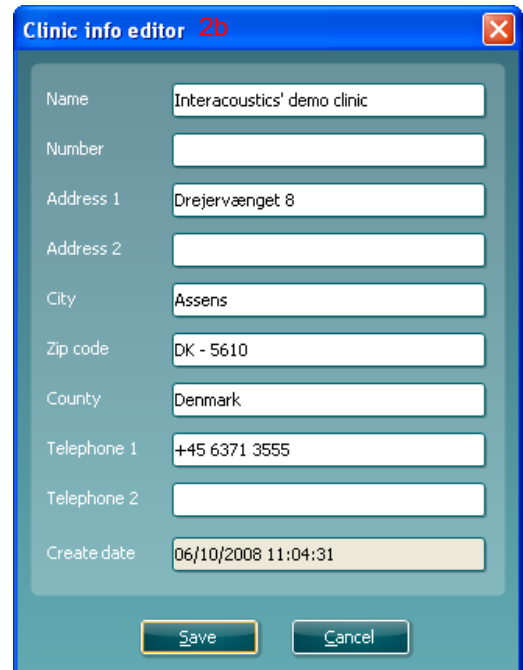 Clinic info editor 2b
Name Interacoustics' demo clinic
Number
Address 1 Drejervænget 8
Address 2
City Assens
Zip code DK - 5610
County Denmark
Telephone 1 +45 6371 3555
Telephone 2
Create date 06/10/2008 11:04:31
Save Cancel